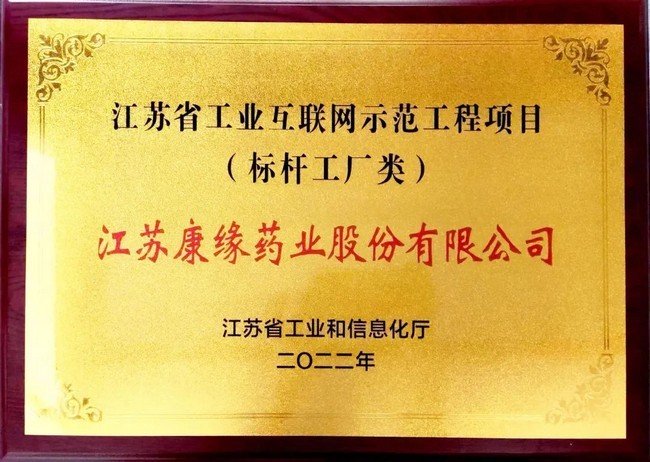 江苏省工业互联网示范工程项目
（标杆工厂类）
江苏康缘药业股份有限公司
江苏省工业和信息化厅
二〇二二年